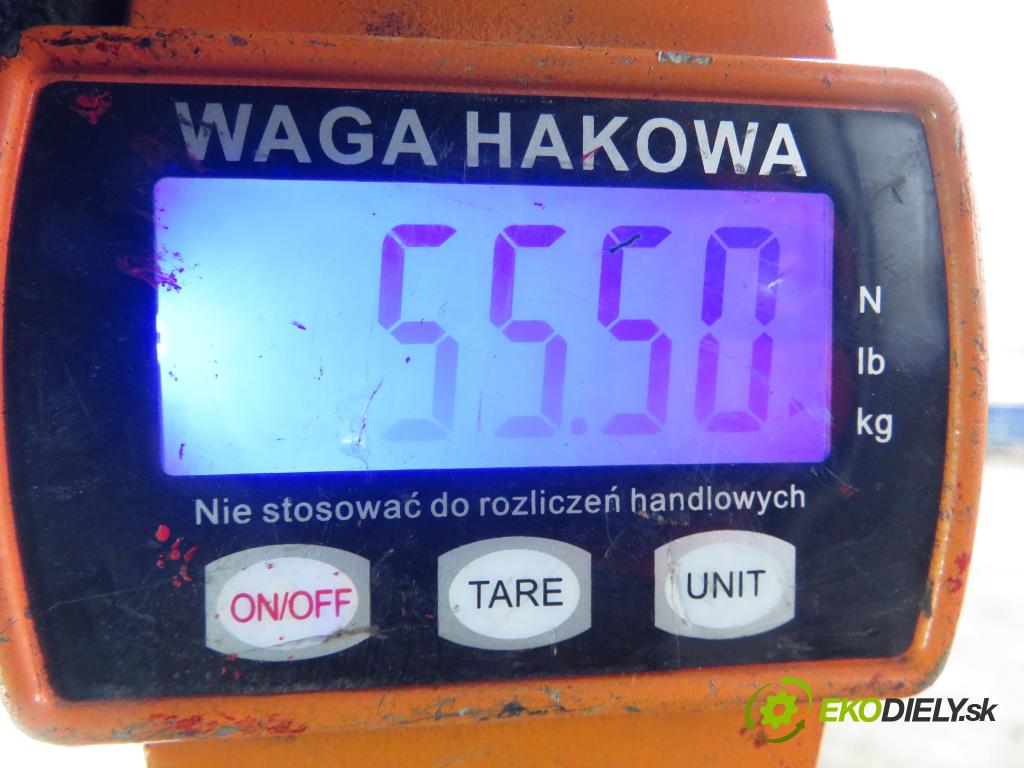 WAGA HAKOWA
55.50
N
lb
kg
Nie stosować do rozliczeń handlowych
ON/OFF
TARE
UNIT
EKODIELY.sk